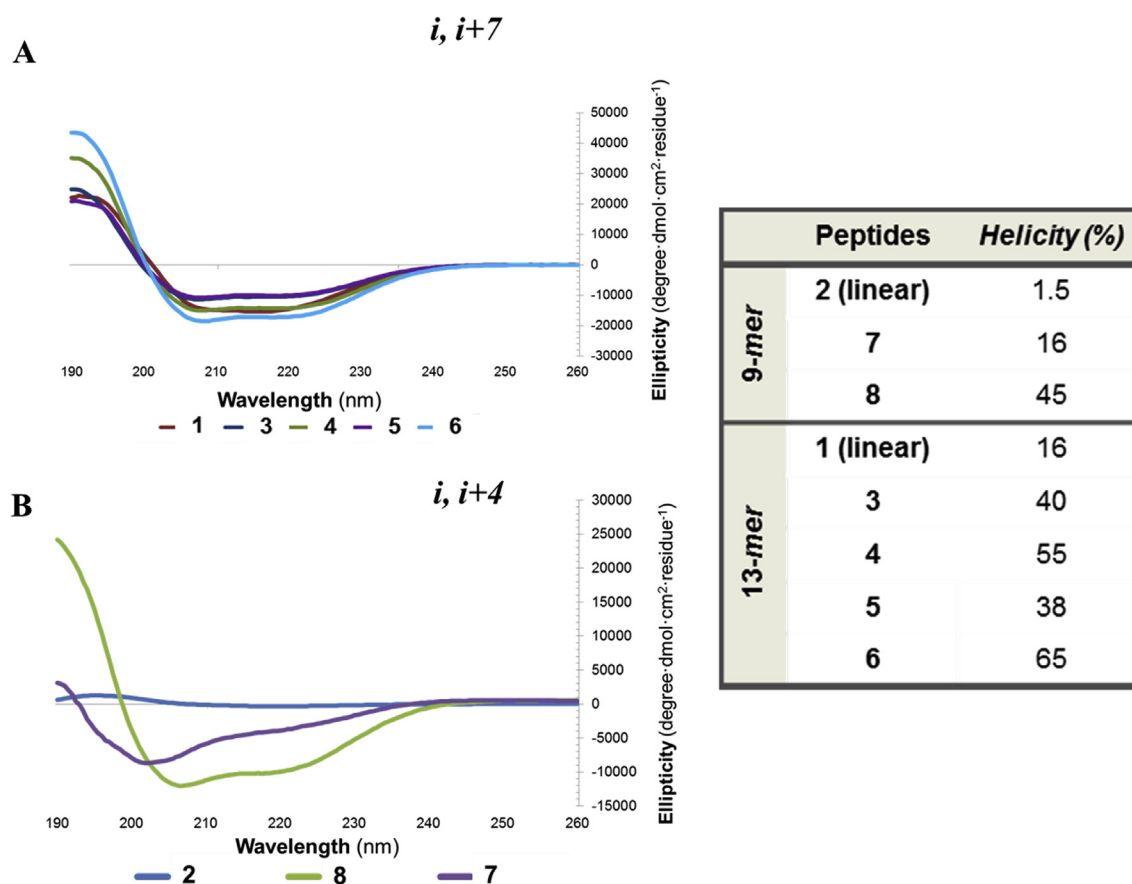 i, i+7
A
50000
40000
30000
20000
10000
0
-10000
-20000
-30000
Ellipticity (degree·dmol·cm²·residue⁻¹)
190 200 210 220 230 240 250 260
Wavelength (nm)
1 3 4 5 6
i, i+4
B
30000
25000
20000
15000
10000
5000
0
-5000
-10000
-15000
Ellipticity (degree·dmol·cm²·residue⁻¹)
190 200 210 220 230 240 250 260
Wavelength (nm)
2 8 7
Peptides Helicity (%)
9-mer
2 (linear) 1.5
7 16
8 45
13-mer
1 (linear) 16
3 40
4 55
5 38
6 65